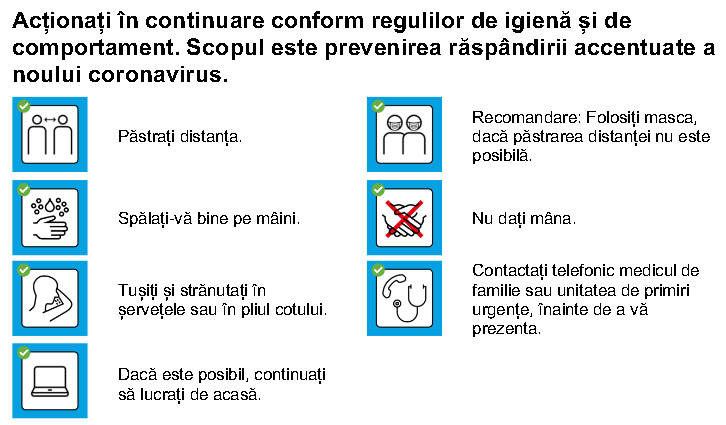 Acționați în continuare conform regulilor de igienă și de
comportament. Scopul este prevenirea răspândirii accentuate a
noului coronavirus.
Păstrați distanța.
Recomandare: Folosiți masca,
dacă păstrarea distanței nu este
posibilă.
Spălați-vă bine pe mâini.
Nu dați mâna.
Tușiți și strănutați în
șervețele sau în pliul cotului.
Contactați telefonic medicul de
familie sau unitatea de primiri
urgențe, înainte de a vă
prezenta.
Dacă este posibil, continuați
să lucrați de acasă.